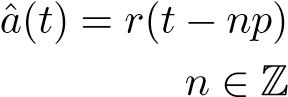 â(t) = r(t − np)
n ∈ ℤ